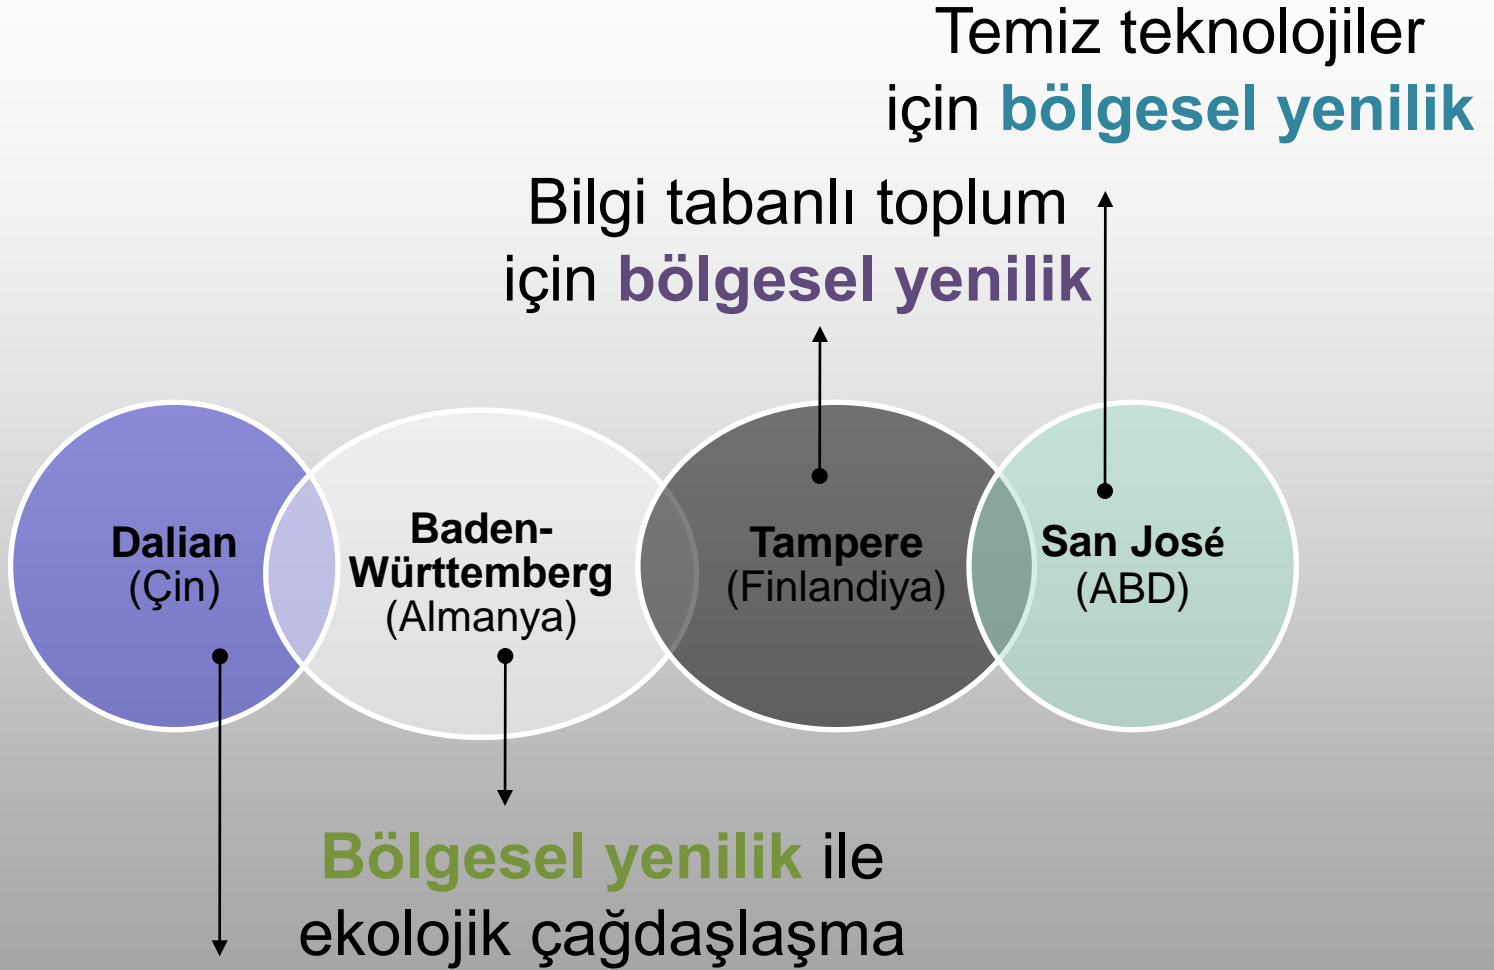 Temiz teknolojiler
için bölgesel yenilik
Bilgi tabanlı toplum
için bölgesel yenilik
Dalian
(Çin)
Baden-
Württemberg
(Almanya)
Tampere
(Finlandiya)
San José
(ABD)
Bölgesel yenilik ile
ekolojik çağdaşlaşma